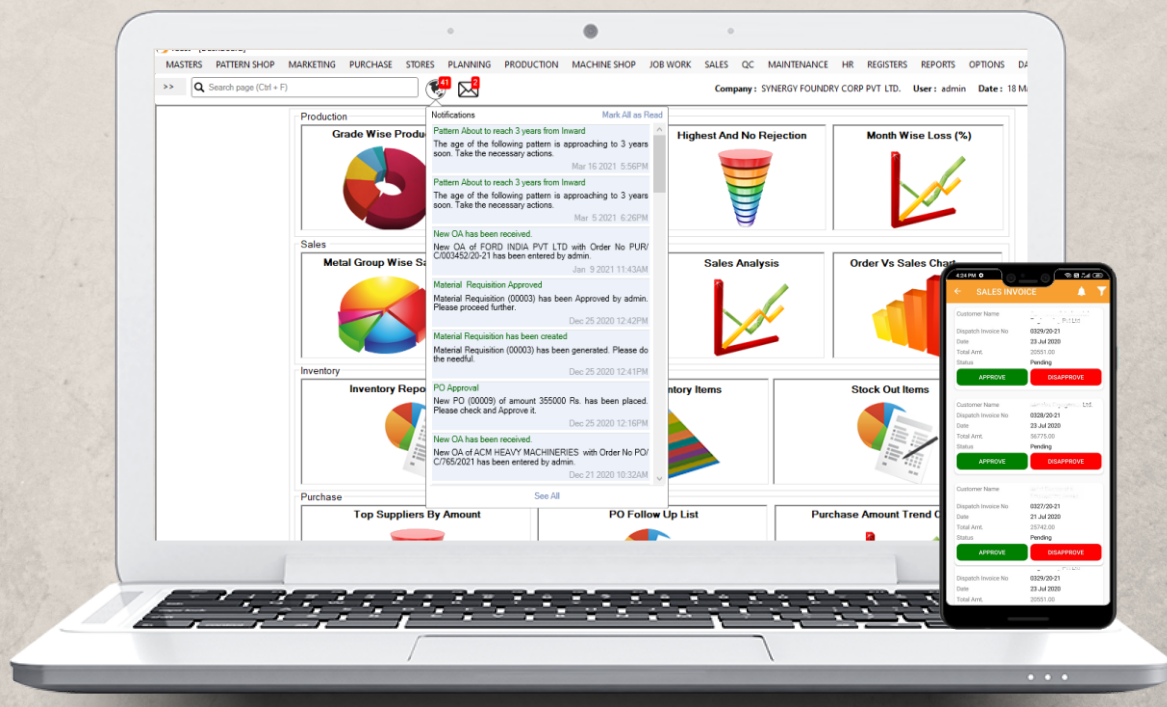 MASTERS PATTERN SHOP MARKETING PURCHASE STORES PLANNING PRODUCTION MACHINE SHOP JOB WORK SALES QC MAINTENANCE HR REGISTERS REPORTS OPTIONS
>> Search page (Ctrl + F) 41 2 Company : SYNERGY FOUNDRY CORP PVT LTD. User : admin Date : 18
Notifications Mark All as Read
Pattern About to reach 3 years from Inward
The age of the following pattern is approaching to 3 years
soon. Take the necessary actions.
Mar 16 2021 5:56PM
Pattern About to reach 3 years from Inward
The age of the following pattern is approaching to 3 years
soon. Take the necessary actions.
Mar 5 2021 6:26PM
New OA has been received.
New OA of FORD INDIA PVT LTD with Order No PUR/
C/003452/20-21 has been entered by admin.
Jan 9 2021 11:43AM
Material Requisition Approved
Material Requisition (00003) has been Approved by admin.
Please proceed further.
Dec 25 2020 12:42PM
Material Requisition has been created
Material Requisition (00003) has been generated. Please do
the needful.
Dec 25 2020 12:41PM
PO Approval
New PO (00009) of amount 355000 Rs. has been placed.
Please check and Approve it.
Dec 25 2020 12:16PM
New OA has been received.
New OA of ACM HEAVY MACHINERIES with Order No PO/
C/765/2021 has been entered by admin.
Dec 21 2020 10:32AM
See All
Production
Grade Wise Produ
Highest And No Rejection
Month Wise Loss (%)
Sales
Metal Group Wise Sa
Sales Analysis
Order Vs Sales Chart
Inventory
Inventory Repo
ntory Items
Stock Out Items
Purchase
Top Suppliers By Amount
PO Follow Up List
Purchase Amount Trend C
4:24 PM
SALES INVOICE
Customer Name
Dispatch Invoice No 0329/20-21
Date 23 Jul 2020
Total Amt. 20551.00
Status Pending
APPROVE DISAPPROVE
Customer Name
Dispatch Invoice No 0328/20-21
Date 23 Jul 2020
Total Amt. 56775.00
Status Pending
APPROVE DISAPPROVE
Customer Name
Dispatch Invoice No 0327/20-21
Date 21 Jul 2020
Total Amt. 25742.00
Status Pending
APPROVE DISAPPROVE
Dispatch Invoice No 0329/20-21
Date 23 Jul 2020
Total Amt. 20551.00